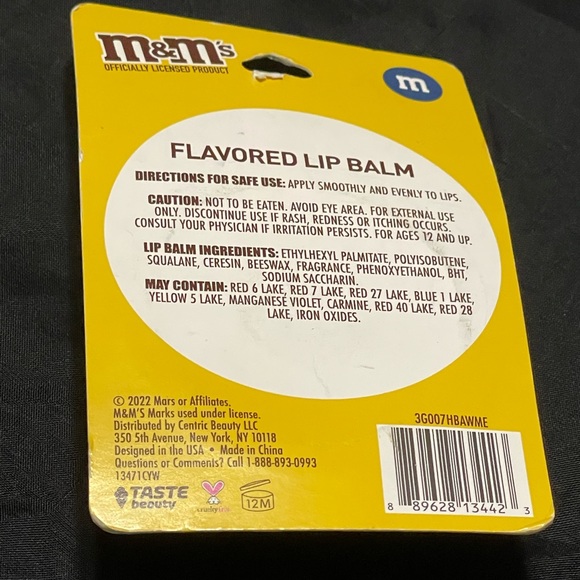 m&m's
OFFICIALLY LICENSED PRODUCT
m
FLAVORED LIP BALM
DIRECTIONS FOR SAFE USE: APPLY SMOOTHLY AND EVENLY TO LIPS.
CAUTION: NOT TO BE EATEN. AVOID EYE AREA. FOR EXTERNAL USE
ONLY. DISCONTINUE USE IF RASH, REDNESS OR ITCHING OCCURS.
CONSULT YOUR PHYSICIAN IF IRRITATION PERSISTS. FOR AGES 12 AND UP.
LIP BALM INGREDIENTS: ETHYLHEXYL PALMITATE, POLYISOBUTENE,
SQUALANE, CERESIN, BEESWAX, FRAGRANCE, PHENOXYETHANOL, BHT,
SODIUM SACCHARIN.
MAY CONTAIN: RED 6 LAKE, RED 7 LAKE, RED 27 LAKE, BLUE 1 LAKE,
YELLOW 5 LAKE, MANGANESE VIOLET, CARMINE, RED 40 LAKE, RED 28
LAKE, IRON OXIDES.
© 2022 Mars or Affiliates.
M&M'S Marks used under license.
Distributed by Centric Beauty LLC
350 5th Avenue, New York, NY 10118
Designed in the USA • Made in China
Questions or Comments? Call 1-888-893-0993
13471CYW
TASTE
beauty
cruelty free
12M
3G007HBAWME
8 89628 13442 3